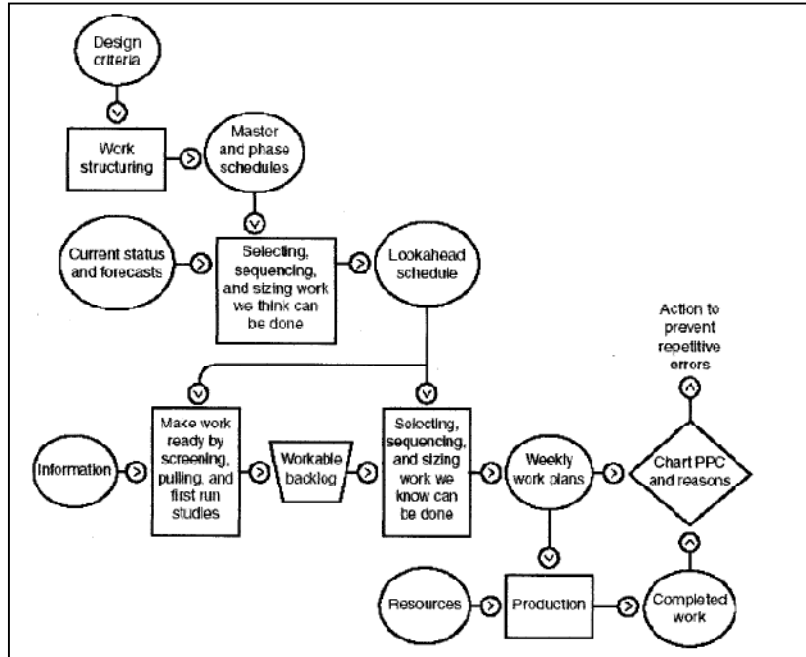 Design
criteria
Work
structuring
Master
and phase
schedules
Current status
and forecasts
Selecting,
sequencing,
and sizing work
we think can
be done
Lookahead
schedule
Action to
prevent
repetitive
errors
Information
Make work
ready by
screening,
pulling, and
first run
studies
Workable
backlog
Selecting,
sequencing,
and sizing
work we
know can
be done
Weekly
work plans
Chart PPC
and reasons
Resources
Production
Completed
work